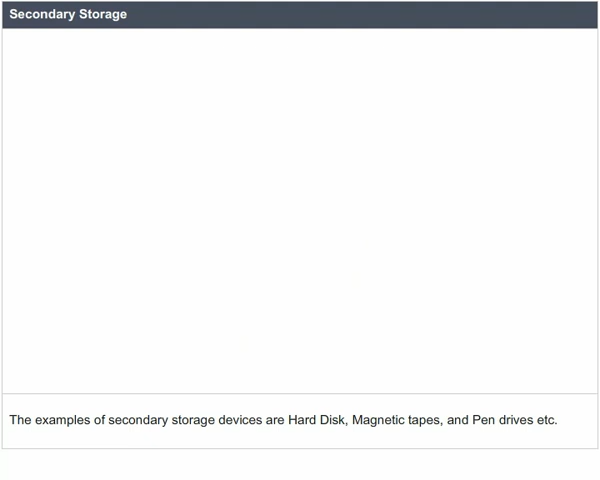 Secondary Storage
The examples of secondary storage devices are Hard Disk, Magnetic tapes, and Pen drives etc.